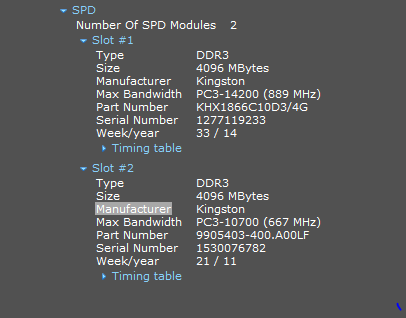 SPD
Number Of SPD Modules 2
Slot #1
Type DDR3
Size 4096 MBytes
Manufacturer Kingston
Max Bandwidth PC3-14200 (889 MHz)
Part Number KHX1866C10D3/4G
Serial Number 1277119233
Week/year 33 / 14
Timing table
Slot #2
Type DDR3
Size 4096 MBytes
Manufacturer Kingston
Max Bandwidth PC3-10700 (667 MHz)
Part Number 9905403-400.A00LF
Serial Number 1530076782
Week/year 21 / 11
Timing table